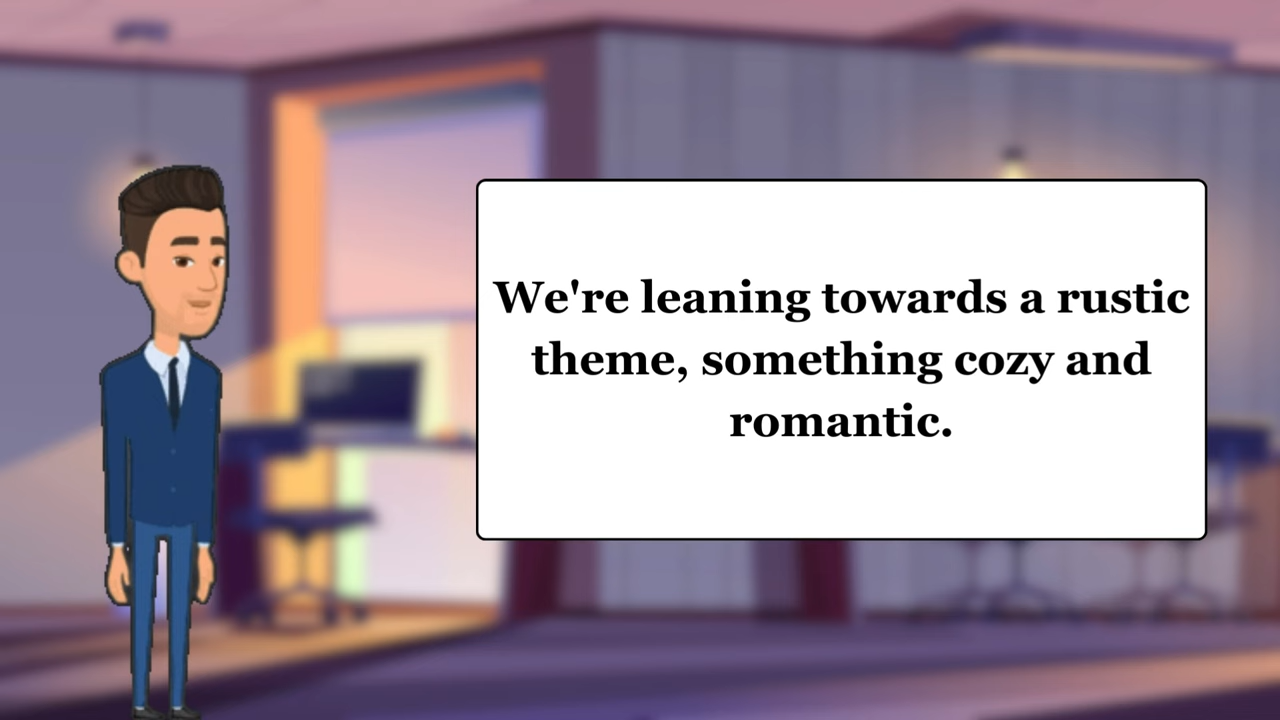 We're leaning towards a rustic
theme, something cozy and
romantic.